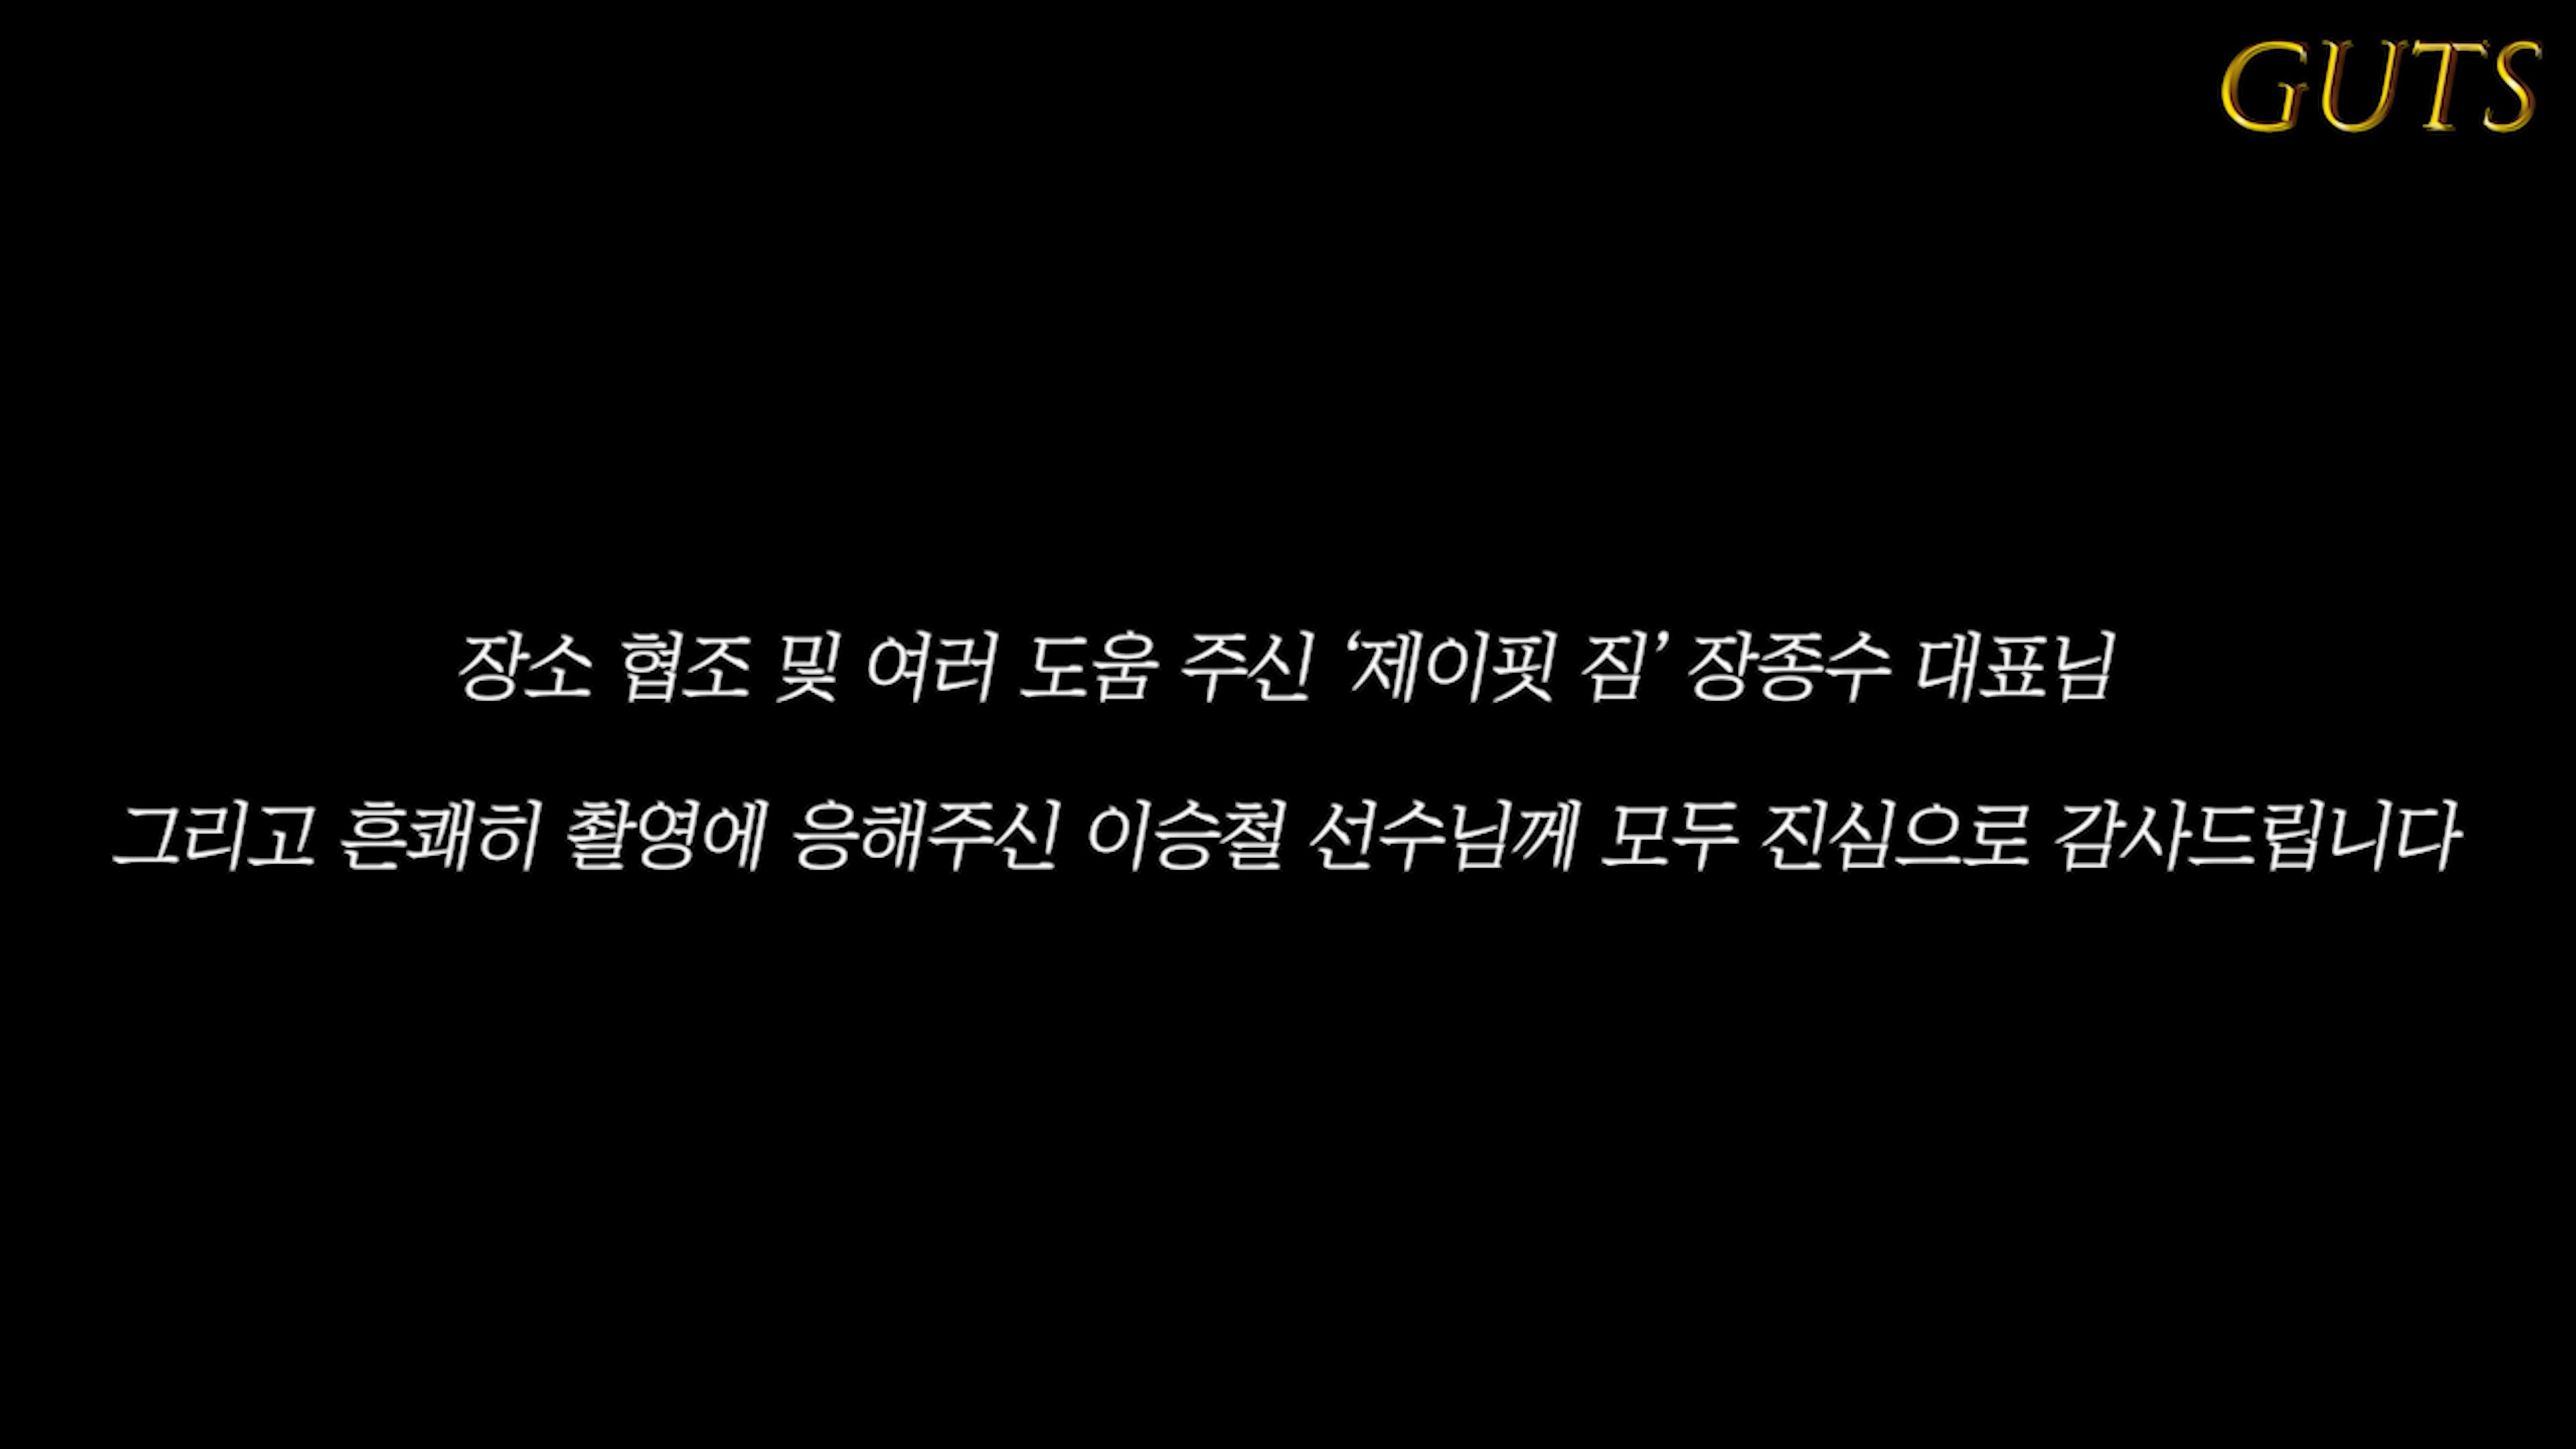 GUTS
장소 협조 및 여러 도움 주신 ‘제이핏 짐’ 장종수 대표님
그리고 흔쾌히 촬영에 응해주신 이승철 선수님께 모두 진심으로 감사드립니다